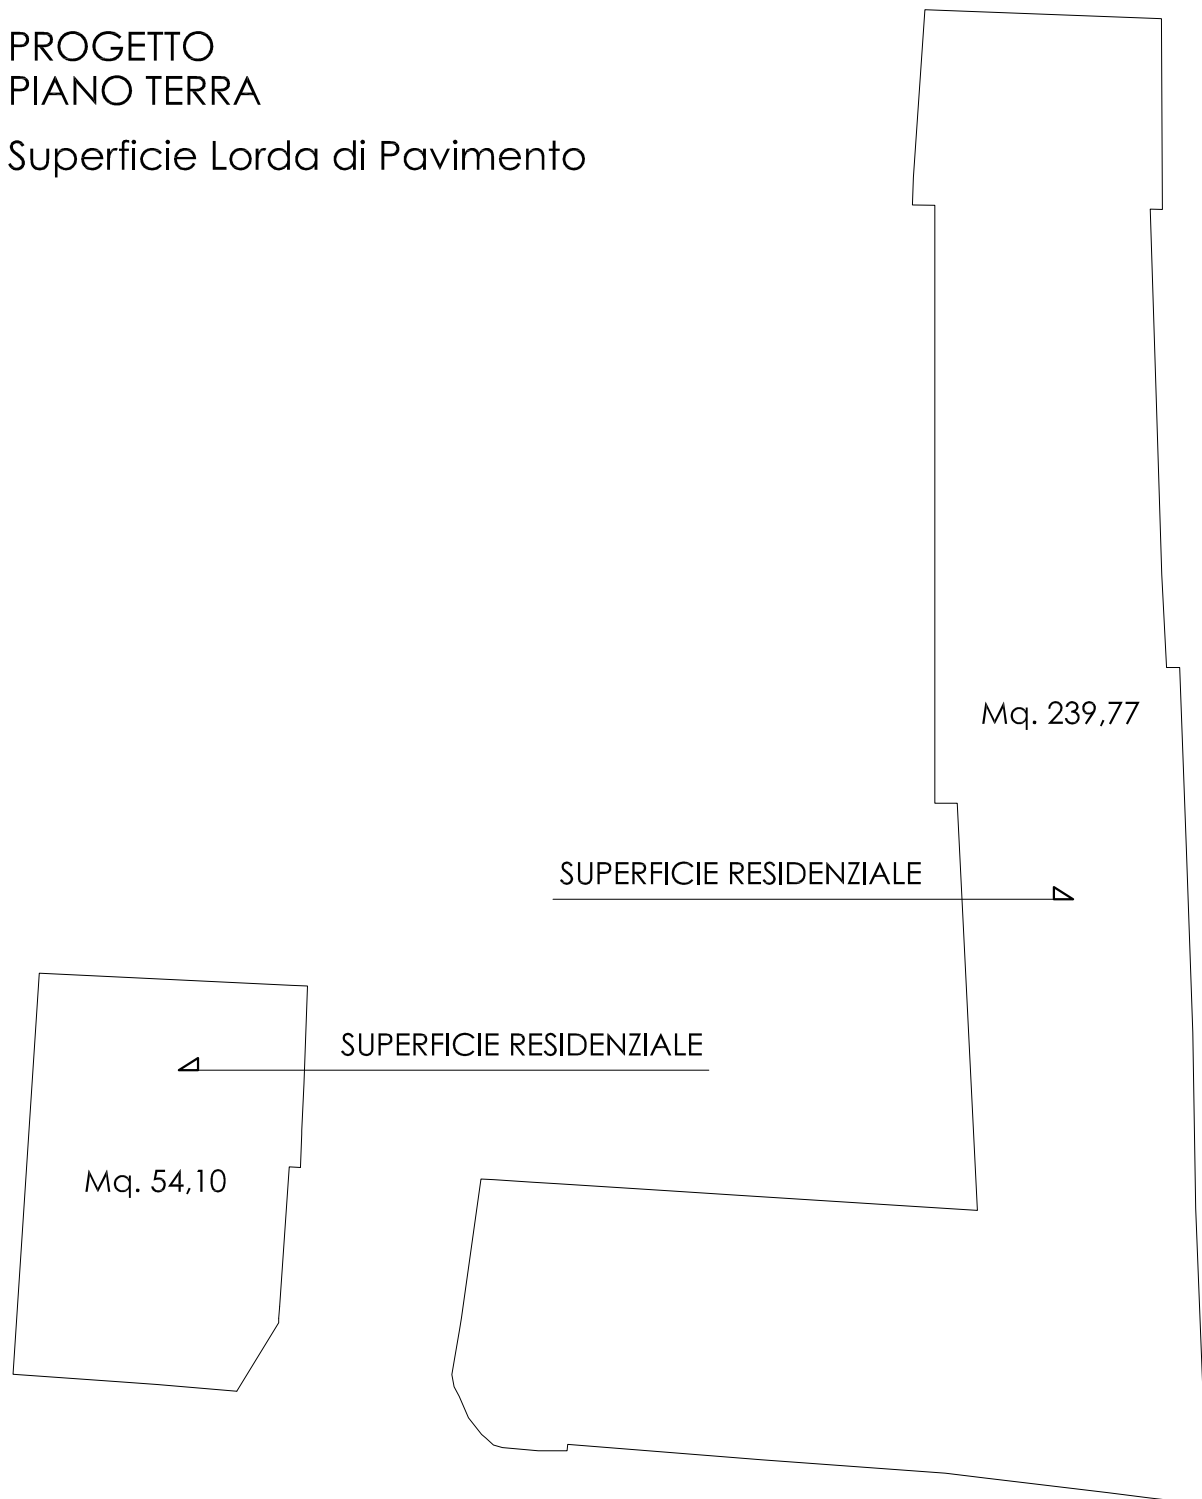 PROGETTO
PIANO TERRA
Superficie Lorda di Pavimento
Mq. 239,77
SUPERFICIE RESIDENZIALE
SUPERFICIE RESIDENZIALE
Mq. 54,10